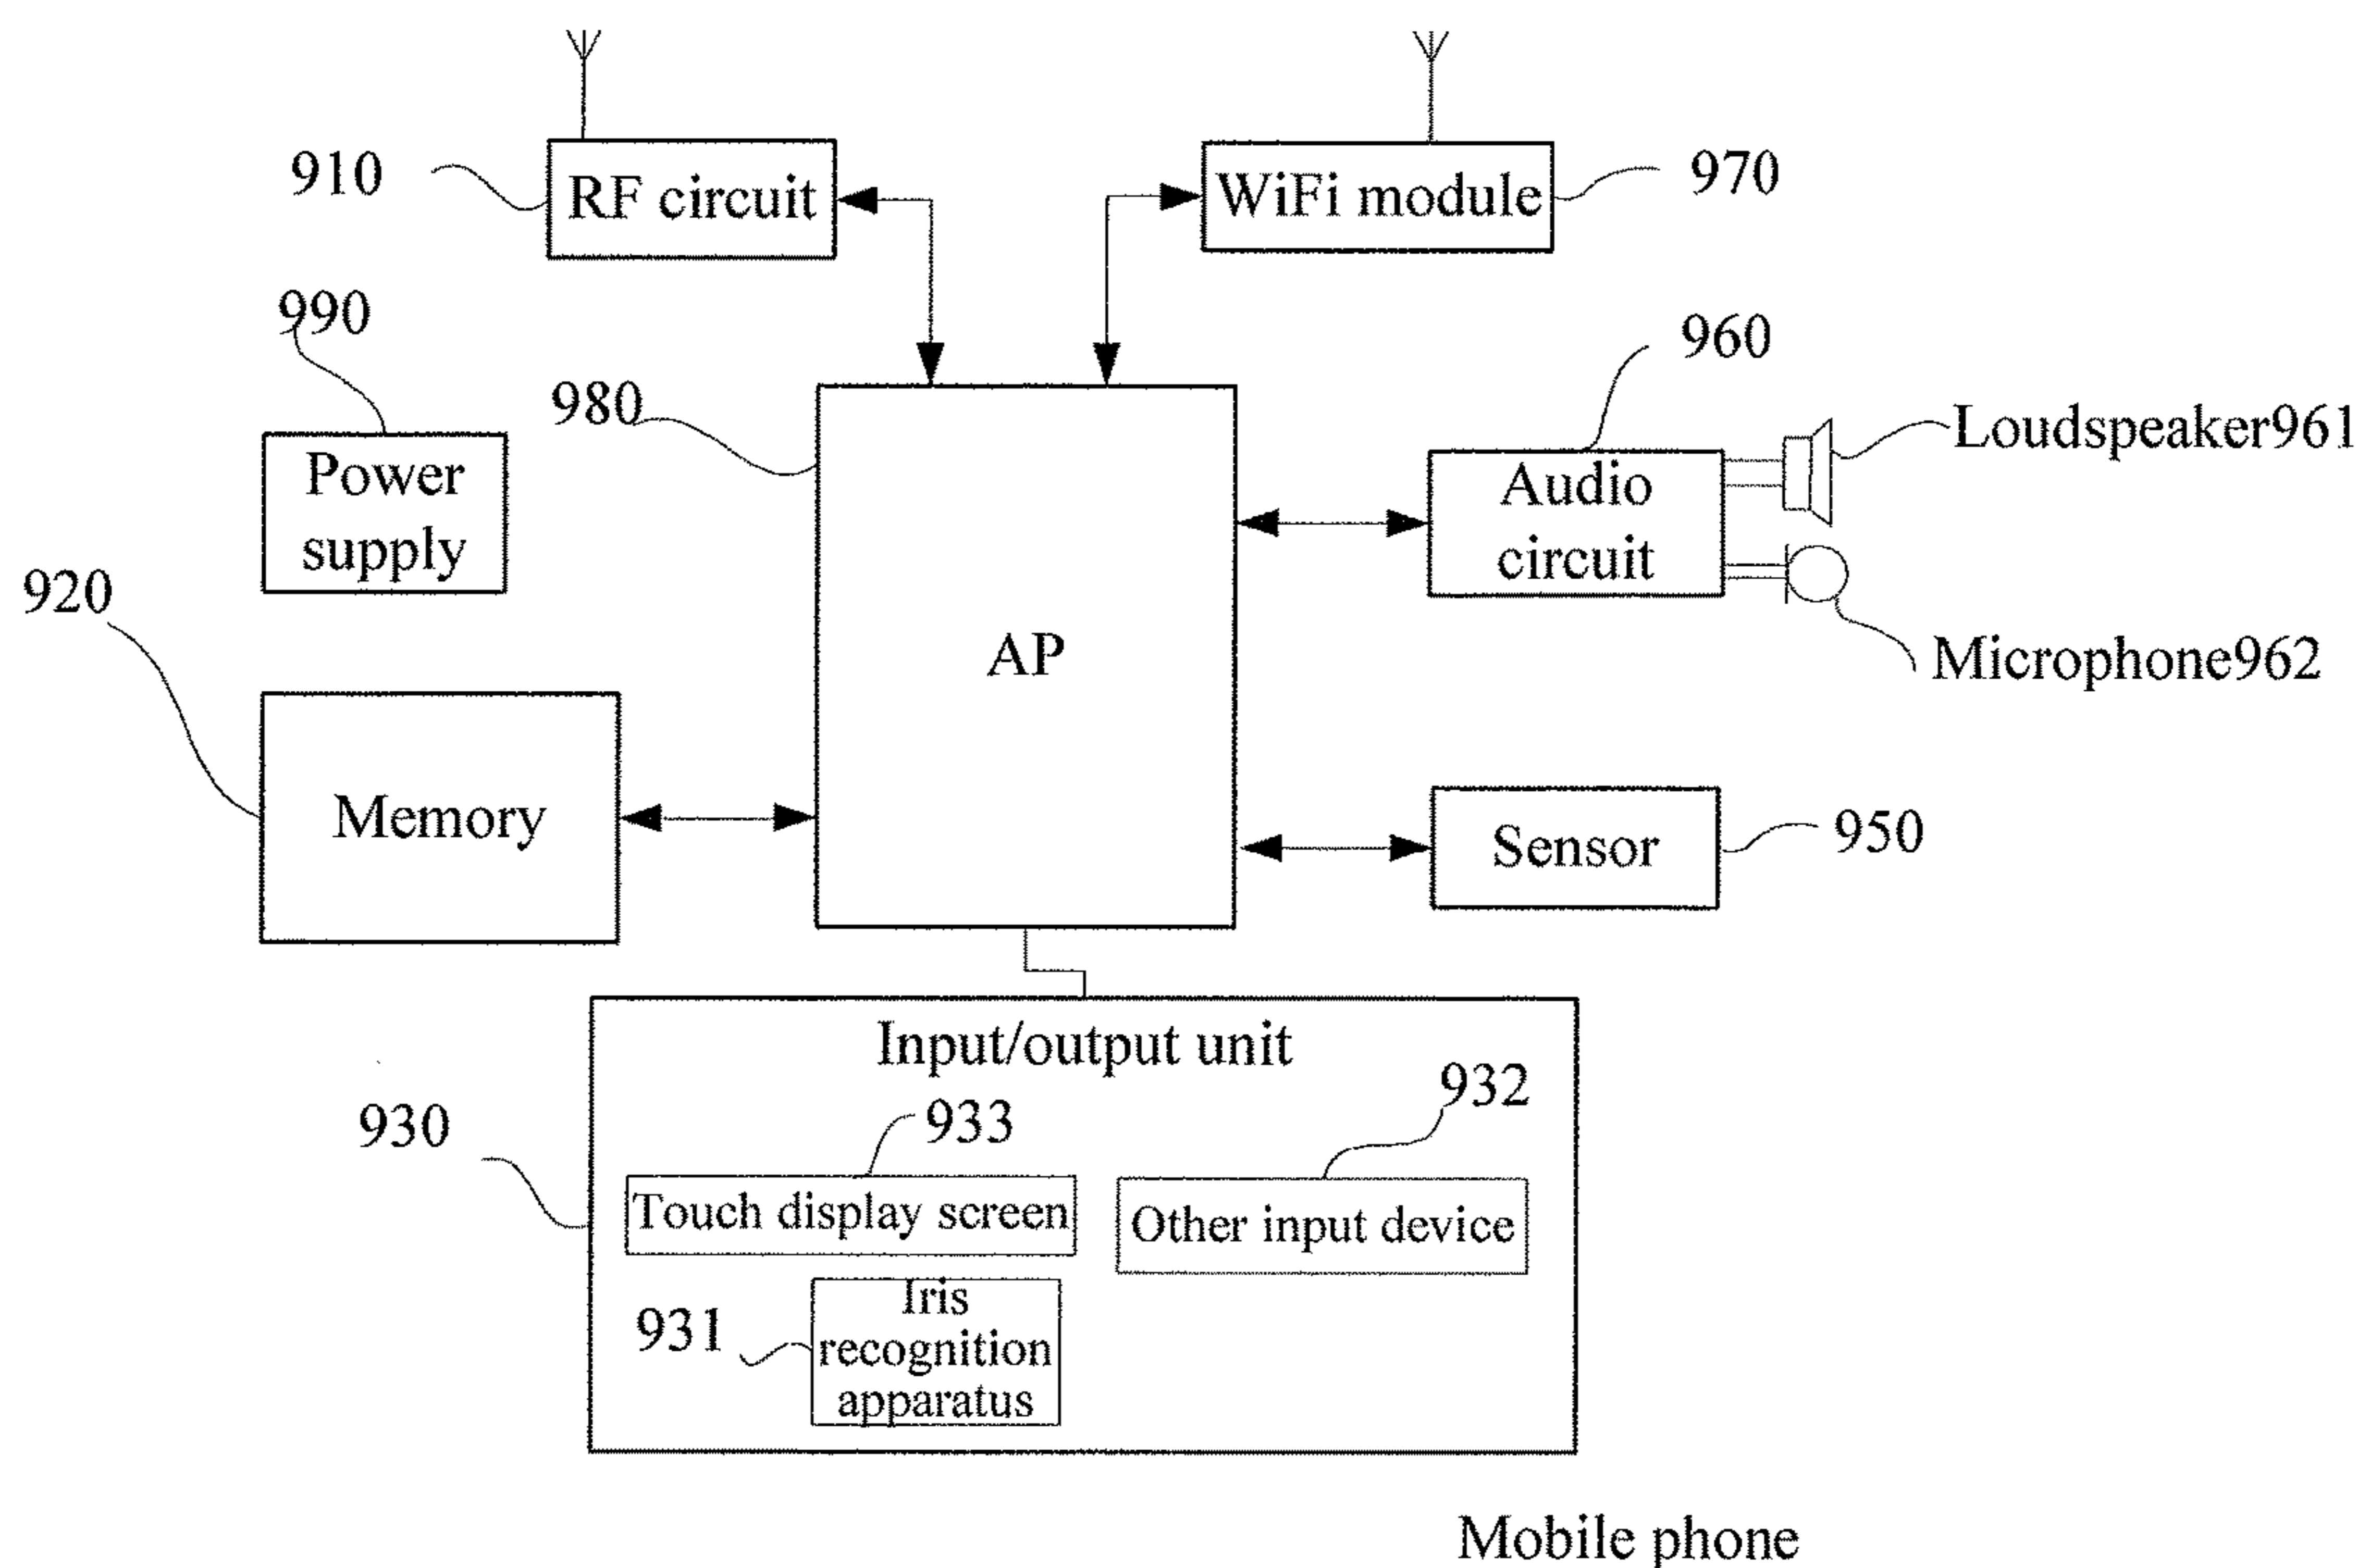 910
RF circuit
WiFi module
970
990
Power
supply
980
AP
960
Audio
circuit
Loudspeaker961
Microphone962
920
Memory
Sensor
950
Input/output unit
930
933
932
Touch display screen
Other input device
931
Iris
recognition
apparatus
Mobile phone